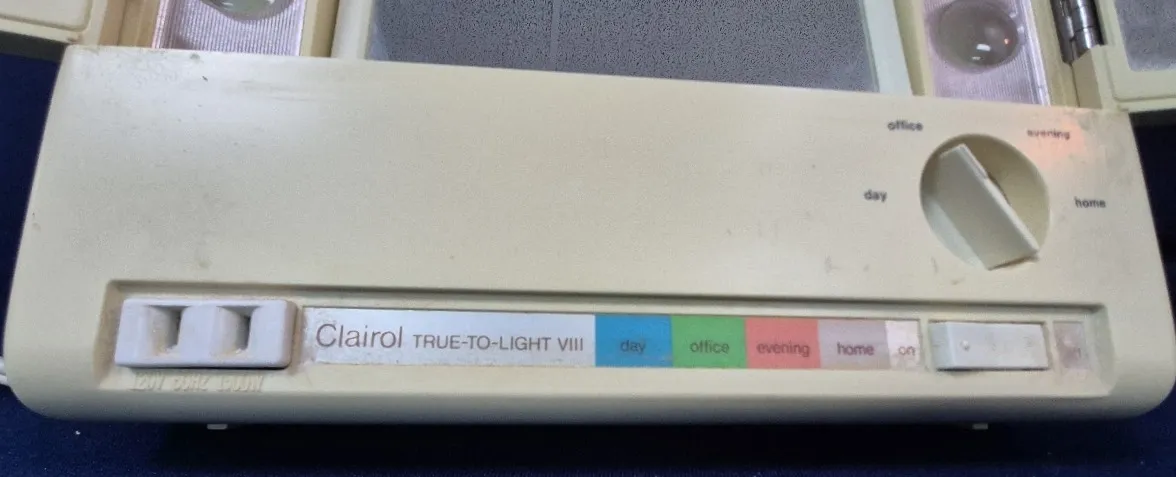 office evening
day home
Clairol TRUE-TO-LIGHT VIII day office evening home on